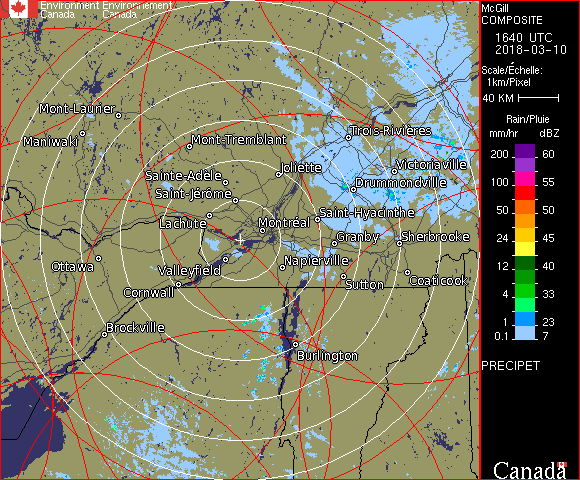 Environment Environnement
Canada Canada
Mont-Laurier
Maniwaki
Mont-Tremblant
Trois-Rivières
Sainte-Adèle
Joliette
Victoriaville
Saint-Jérôme
Drummondville
Lachute
Montréal
Saint-Hyacinthe
Granby
Sherbrooke
Ottawa
Valleyfield
Napierville
Cornwall
Sutton
Coaticook
Brockville
Burlington
McGill
COMPOSITE
1640 UTC
2018-03-10
Scale/Échelle:
1km/Pixel
40 KM
Rain/Pluie
mm/hr dBZ
200 60
100 55
50 50
24 45
12 40
4 33
1 23
0.1 7
PRECIPET
Canada